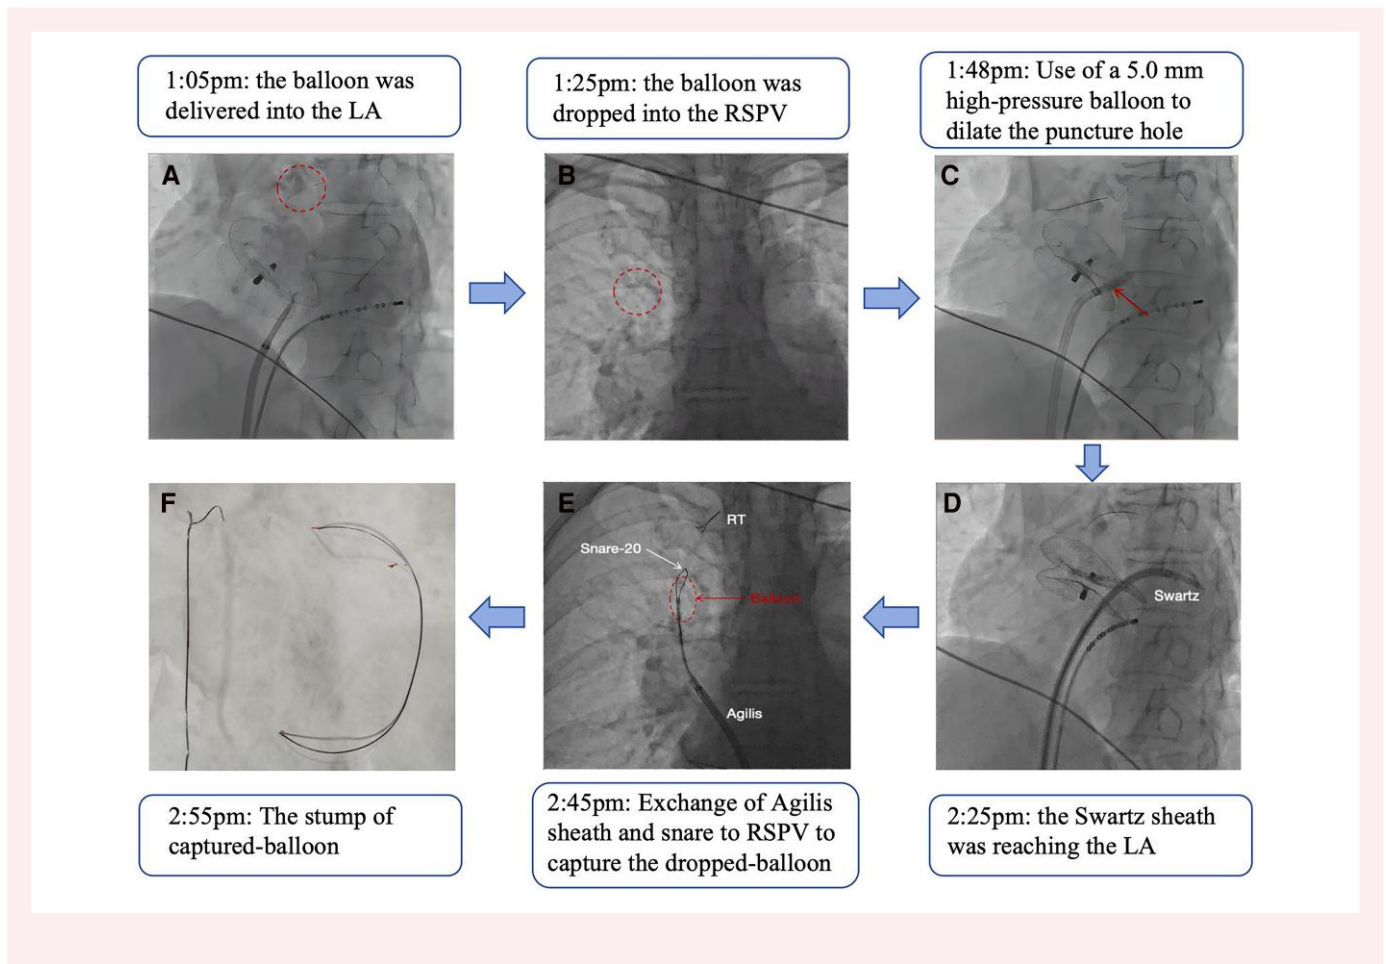 1:05pm: the balloon was
delivered into the LA
1:25pm: the balloon was
dropped into the RSPV
1:48pm: Use of a 5.0 mm
high-pressure balloon to
dilate the puncture hole
A
B
C
D
Swartz
2:25pm: the Swartz sheath
was reaching the LA
E
RT
Snare-20
Balloon
Agilis
2:45pm: Exchange of Agilis
sheath and snare to RSPV to
capture the dropped-balloon
F
2:55pm: The stump of
captured-balloon